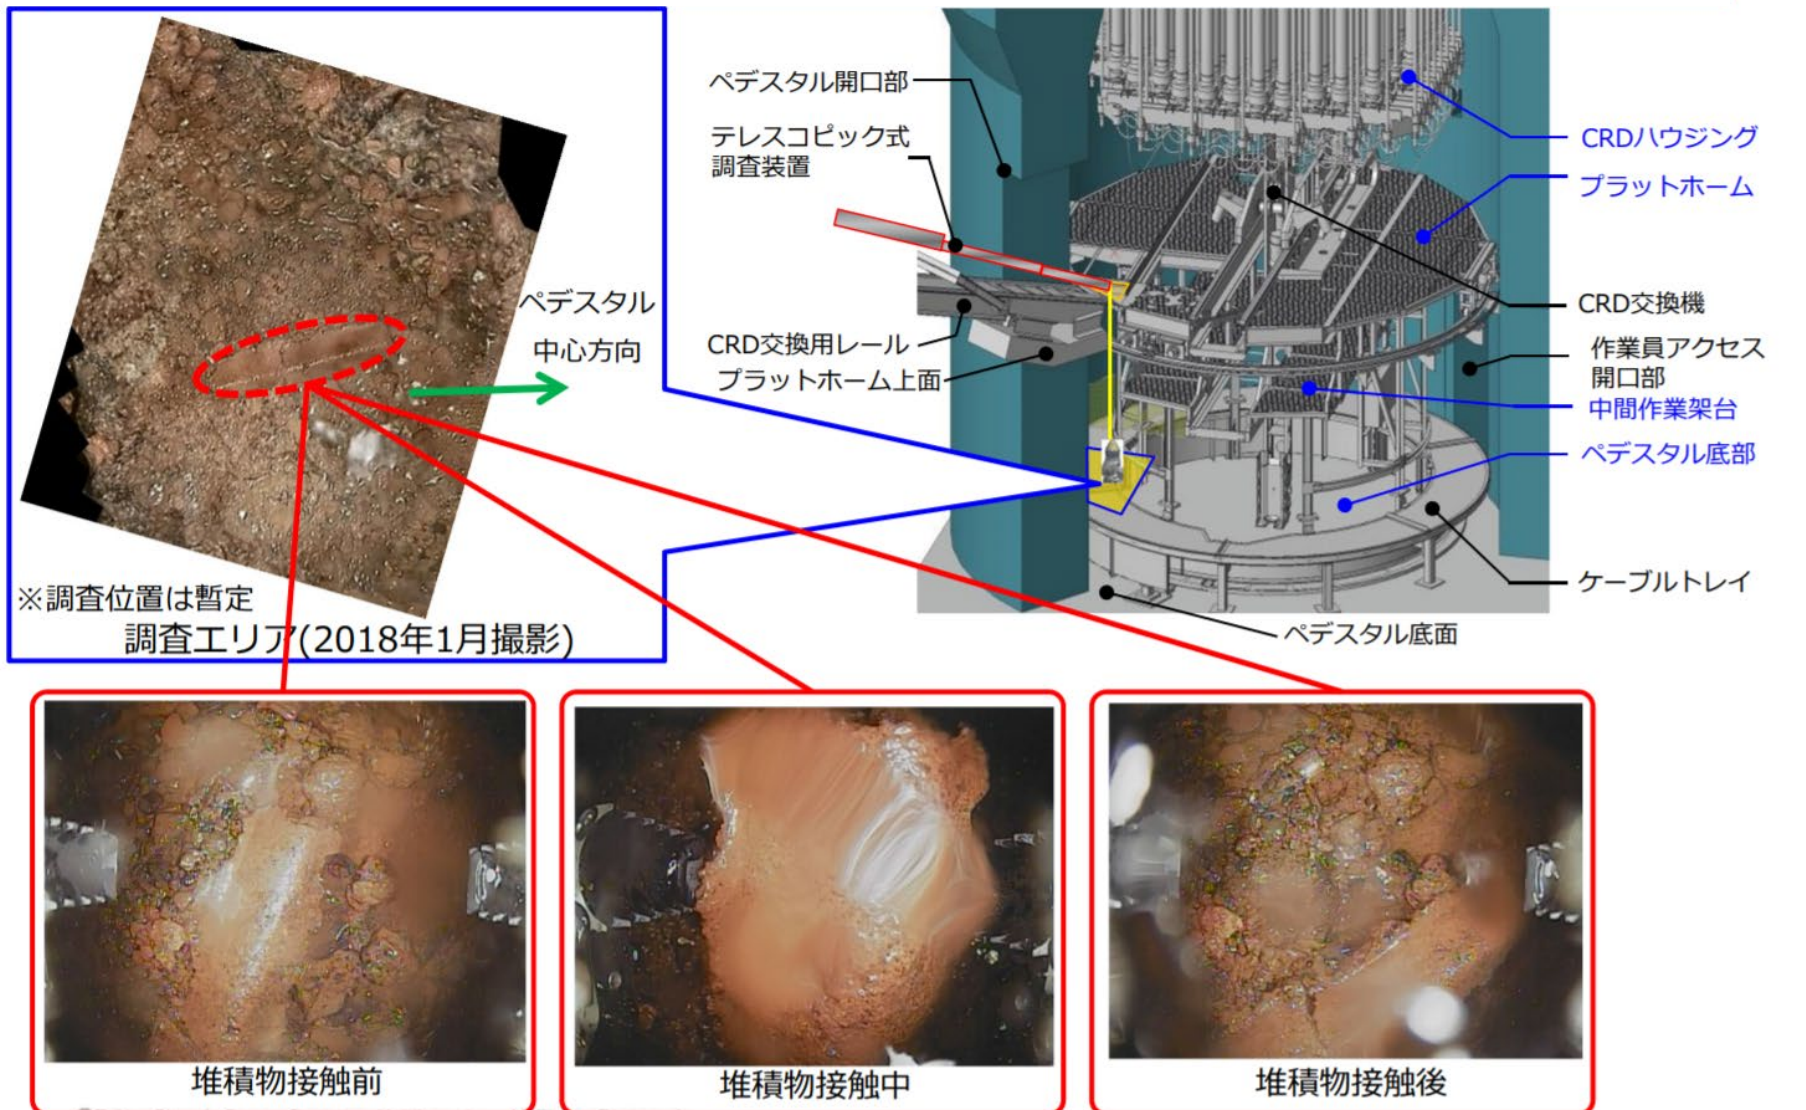 ペデスタル開口部
テレスコピック式
調査装置
CRD交換用レール
プラットホーム上面
CRDハウジング
プラットホーム
CRD交換機
作業員アクセス
開口部
中間作業架台
ペデスタル底部
ケーブルトレイ
ペデスタル底面
ペデスタル
中心方向
※調査位置は暫定
調査エリア(2018年1月撮影)
堆積物接触前
堆積物接触中
堆積物接触後